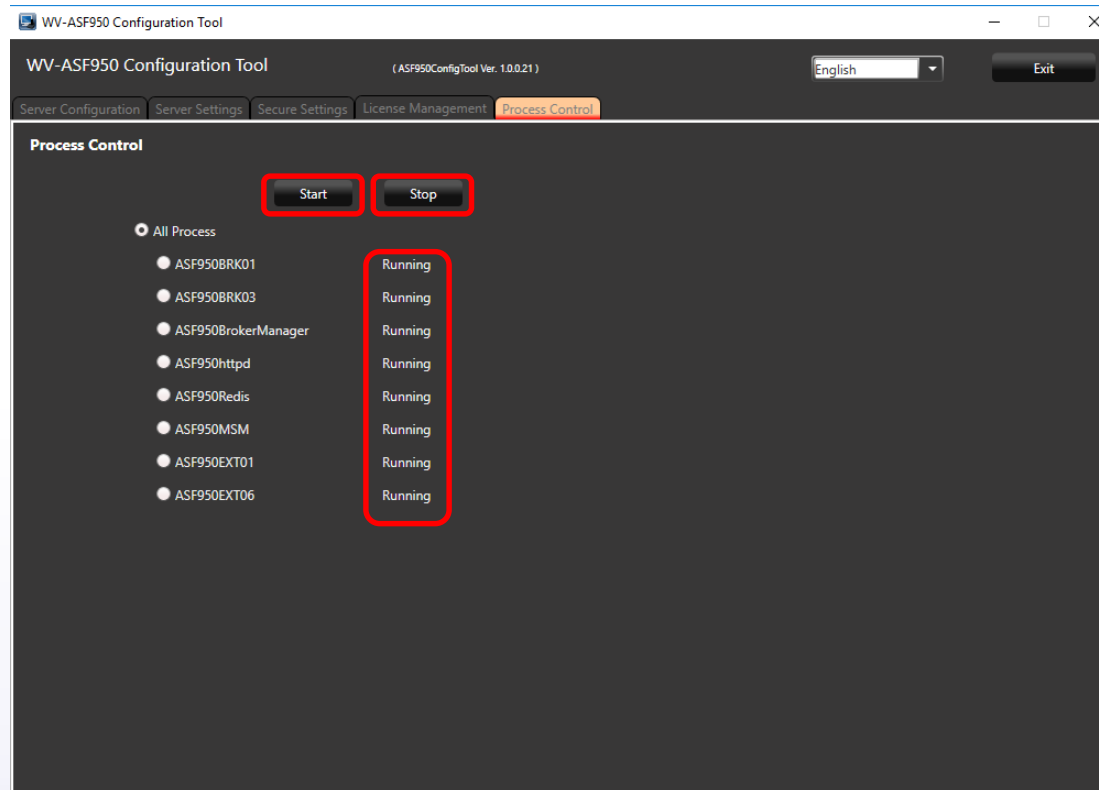 WV-ASF950 Configuration Tool
WV-ASF950 Configuration Tool ( ASF950ConfigTool Ver. 1.0.0.21 ) English Exit
Server Configuration Server Settings Secure Settings License Management Process Control
Process Control
Start Stop
All Process
ASF950BRK01 Running
ASF950BRK03 Running
ASF950BrokerManager Running
ASF950httpd Running
ASF950Redis Running
ASF950MSM Running
ASF950EXT01 Running
ASF950EXT06 Running